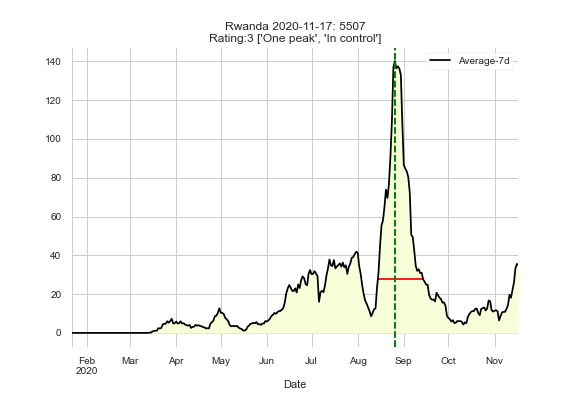 Rwanda 2020-11-17: 5507
Rating:3 ['One peak', 'In control']
Average-7d
140
120
100
80
60
40
20
0
Feb Mar Apr May Jun Jul Aug Sep Oct Nov
2020
Date